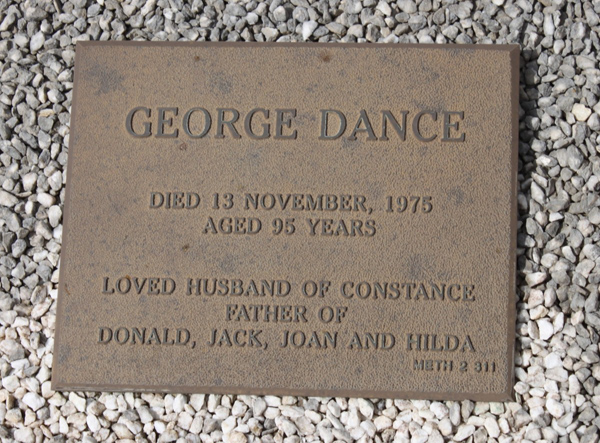 GEORGE DANCE
DIED 13 NOVEMBER, 1975
AGED 95 YEARS
LOVED HUSBAND OF CONSTANCE
FATHER OF
DONALD, JACK, JOAN AND HILDA
METH 2 311